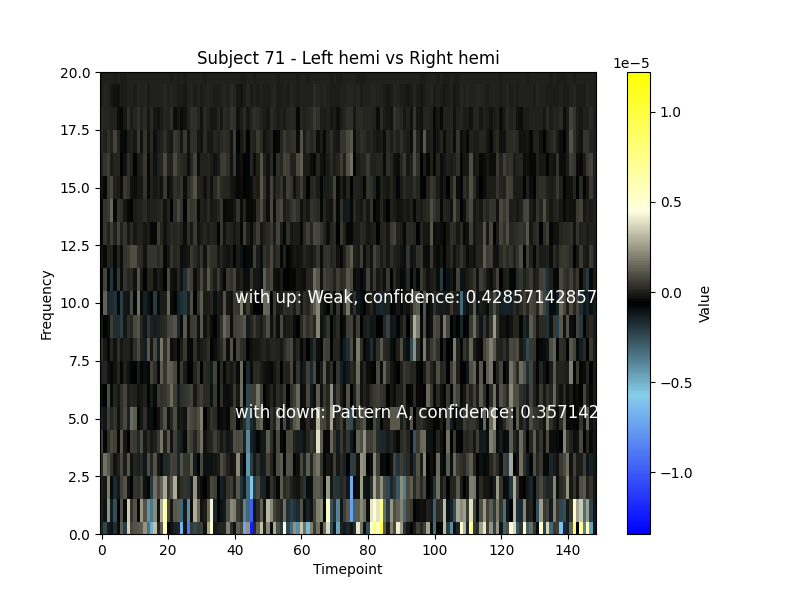 Subject 71 - Left hemi vs Right hemi
1e−5
20.0
17.5
15.0
12.5
10.0
7.5
5.0
2.5
0.0
Frequency
with up: Weak, confidence: 0.42857142857
with down: Pattern A, confidence: 0.357142
0 20 40 60 80 100 120 140
Timepoint
1.0
0.5
0.0
−0.5
−1.0
Value